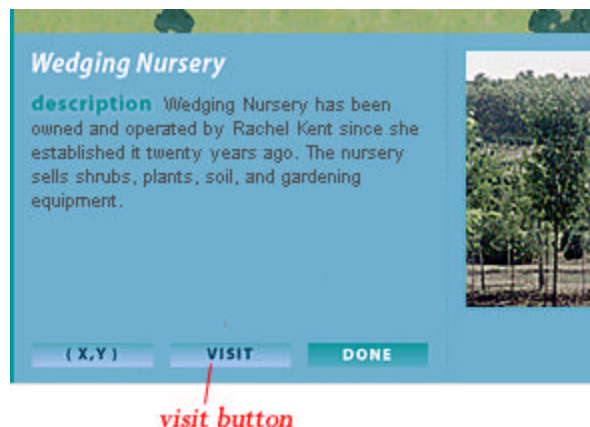 Wedging Nursery
description Wedging Nursery has been
owned and operated by Rachel Kent since she
established it twenty years ago. The nursery
sells shrubs, plants, soil, and gardening
equipment.
(X,Y) VISIT DONE
visit button